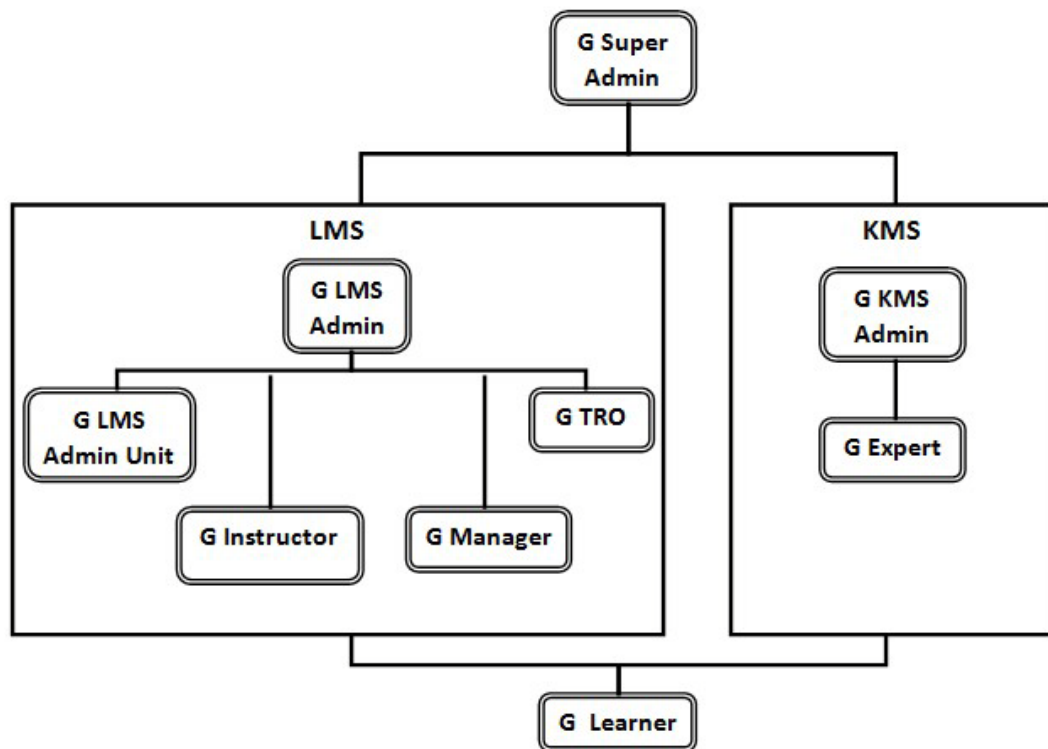 G Super
Admin
LMS
KMS
G LMS
Admin
G KMS
Admin
G LMS
Admin Unit
G TRO
G Expert
G Instructor
G Manager
G Learner